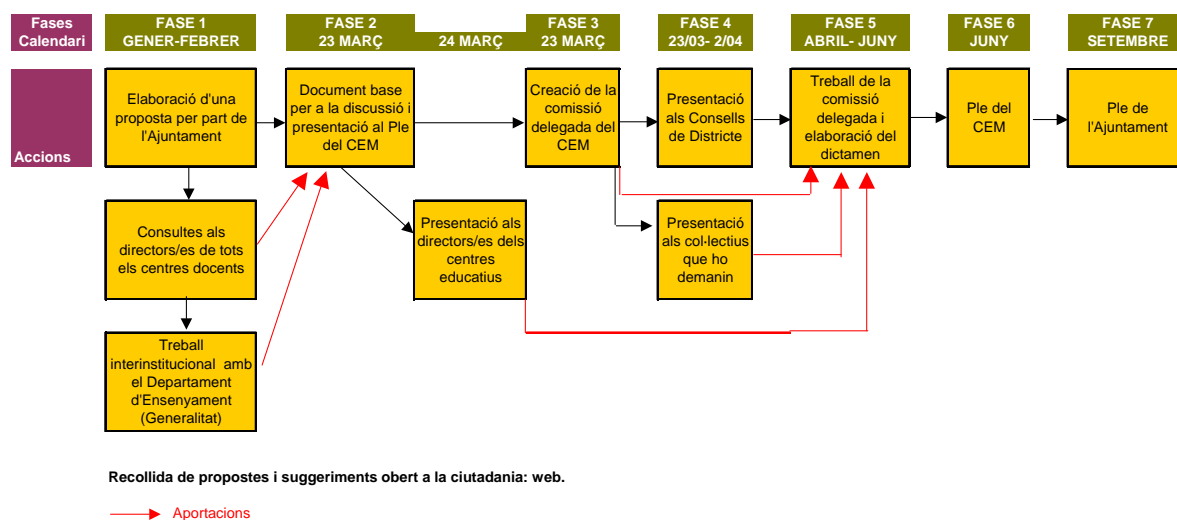 Fases
Calendari
FASE 1
GENER-FEBRER
FASE 2
23 MARÇ
24 MARÇ
FASE 3
23 MARÇ
FASE 4
23/03- 2/04
FASE 5
ABRIL- JUNY
FASE 6
JUNY
FASE 7
SETEMBRE
Accions
Elaboració d'una
proposta per part de
l'Ajuntament
Document base
per a la discussió i
presentació al Ple
del CEM
Creació de la
comissió
delegada del
CEM
Presentació
als Consells
de Districte
Treball de la
comissió
delegada i
elaboració del
dictamen
Ple del
CEM
Ple de
l'Ajuntament
Consultes als
directors/es de tots
els centres docents
Presentació als
directors/es dels
centres
educatius
Presentació
als col·lectius
que ho
demanin
Treball
interinstitucional amb
el Departament
d'Ensenyament
(Generalitat)
Recollida de propostes i suggeriments obert a la ciutadania: web.
Aportacions